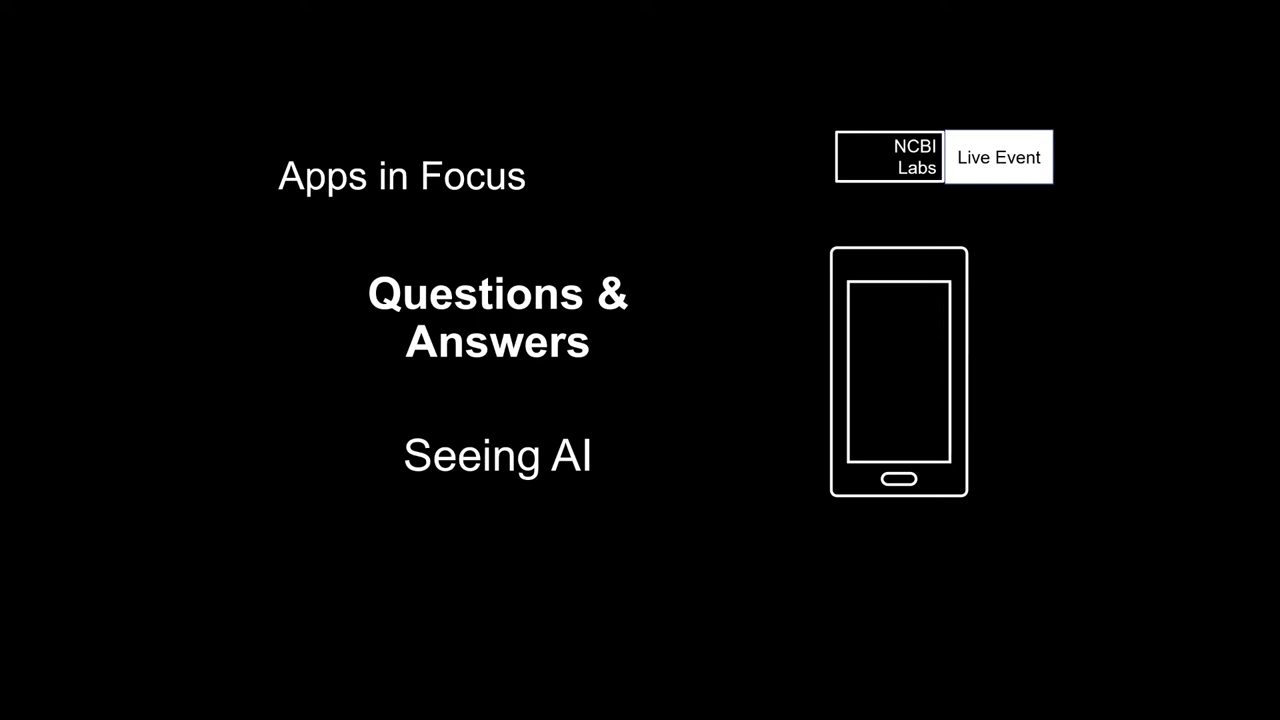 Apps in Focus
NCBI
Labs
Live Event
Questions &
Answers
Seeing AI